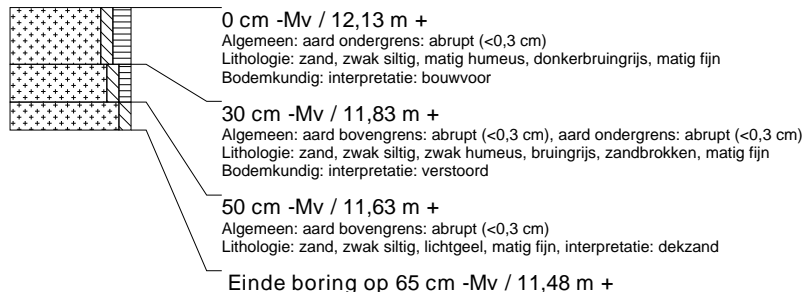 0 cm -Mv / 12,13 m +
Algemeen: aard ondergrens: abrupt (<0,3 cm)
Lithologie: zand, zwak siltig, matig humeus, donkerbruingrijs, matig fijn
Bodemkundig: interpretatie: bouwvoor
30 cm -Mv / 11,83 m +
Algemeen: aard bovengrens: abrupt (<0,3 cm), aard ondergrens: abrupt (<0,3 cm)
Lithologie: zand, zwak siltig, zwak humeus, bruingrijs, zandbrokken, matig fijn
Bodemkundig: interpretatie: verstoord
50 cm -Mv / 11,63 m +
Algemeen: aard bovengrens: abrupt (<0,3 cm)
Lithologie: zand, zwak siltig, lichtgeel, matig fijn, interpretatie: dekzand
Einde boring op 65 cm -Mv / 11,48 m +